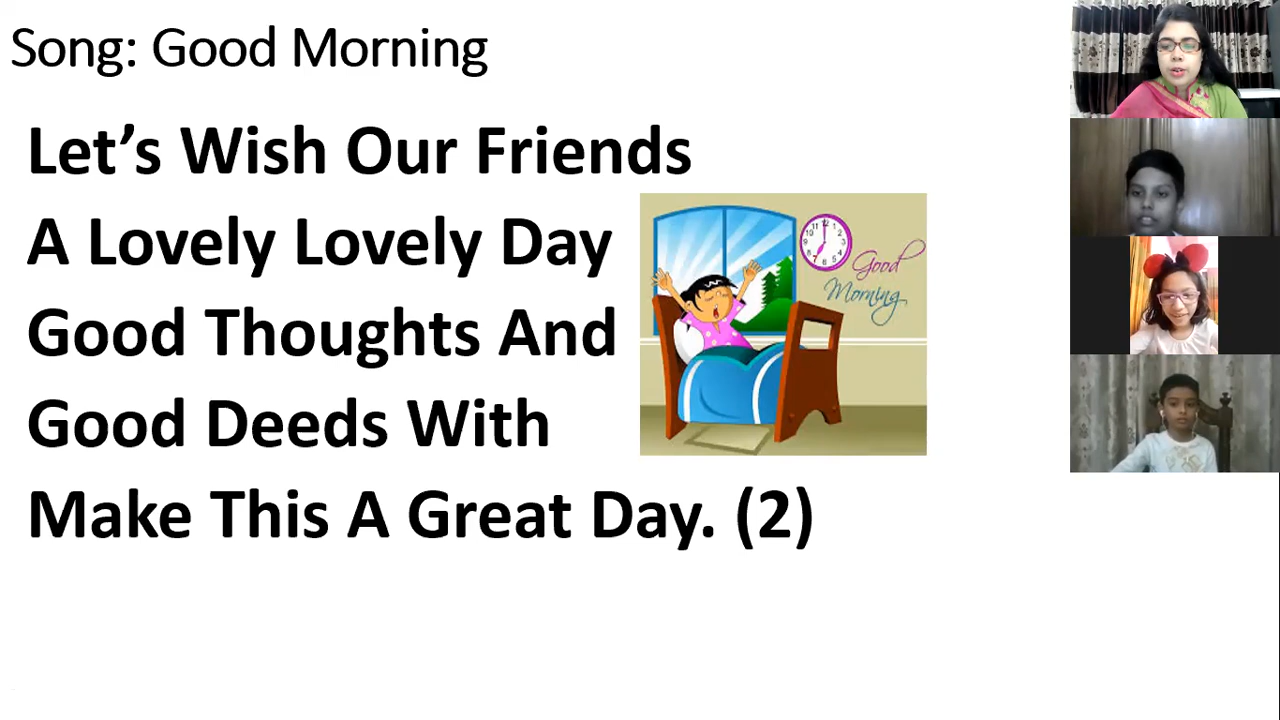 Song: Good Morning
Let’s Wish Our Friends
A Lovely Lovely Day
Good Thoughts And
Good Deeds With
Make This A Great Day. (2)
Good
Morning